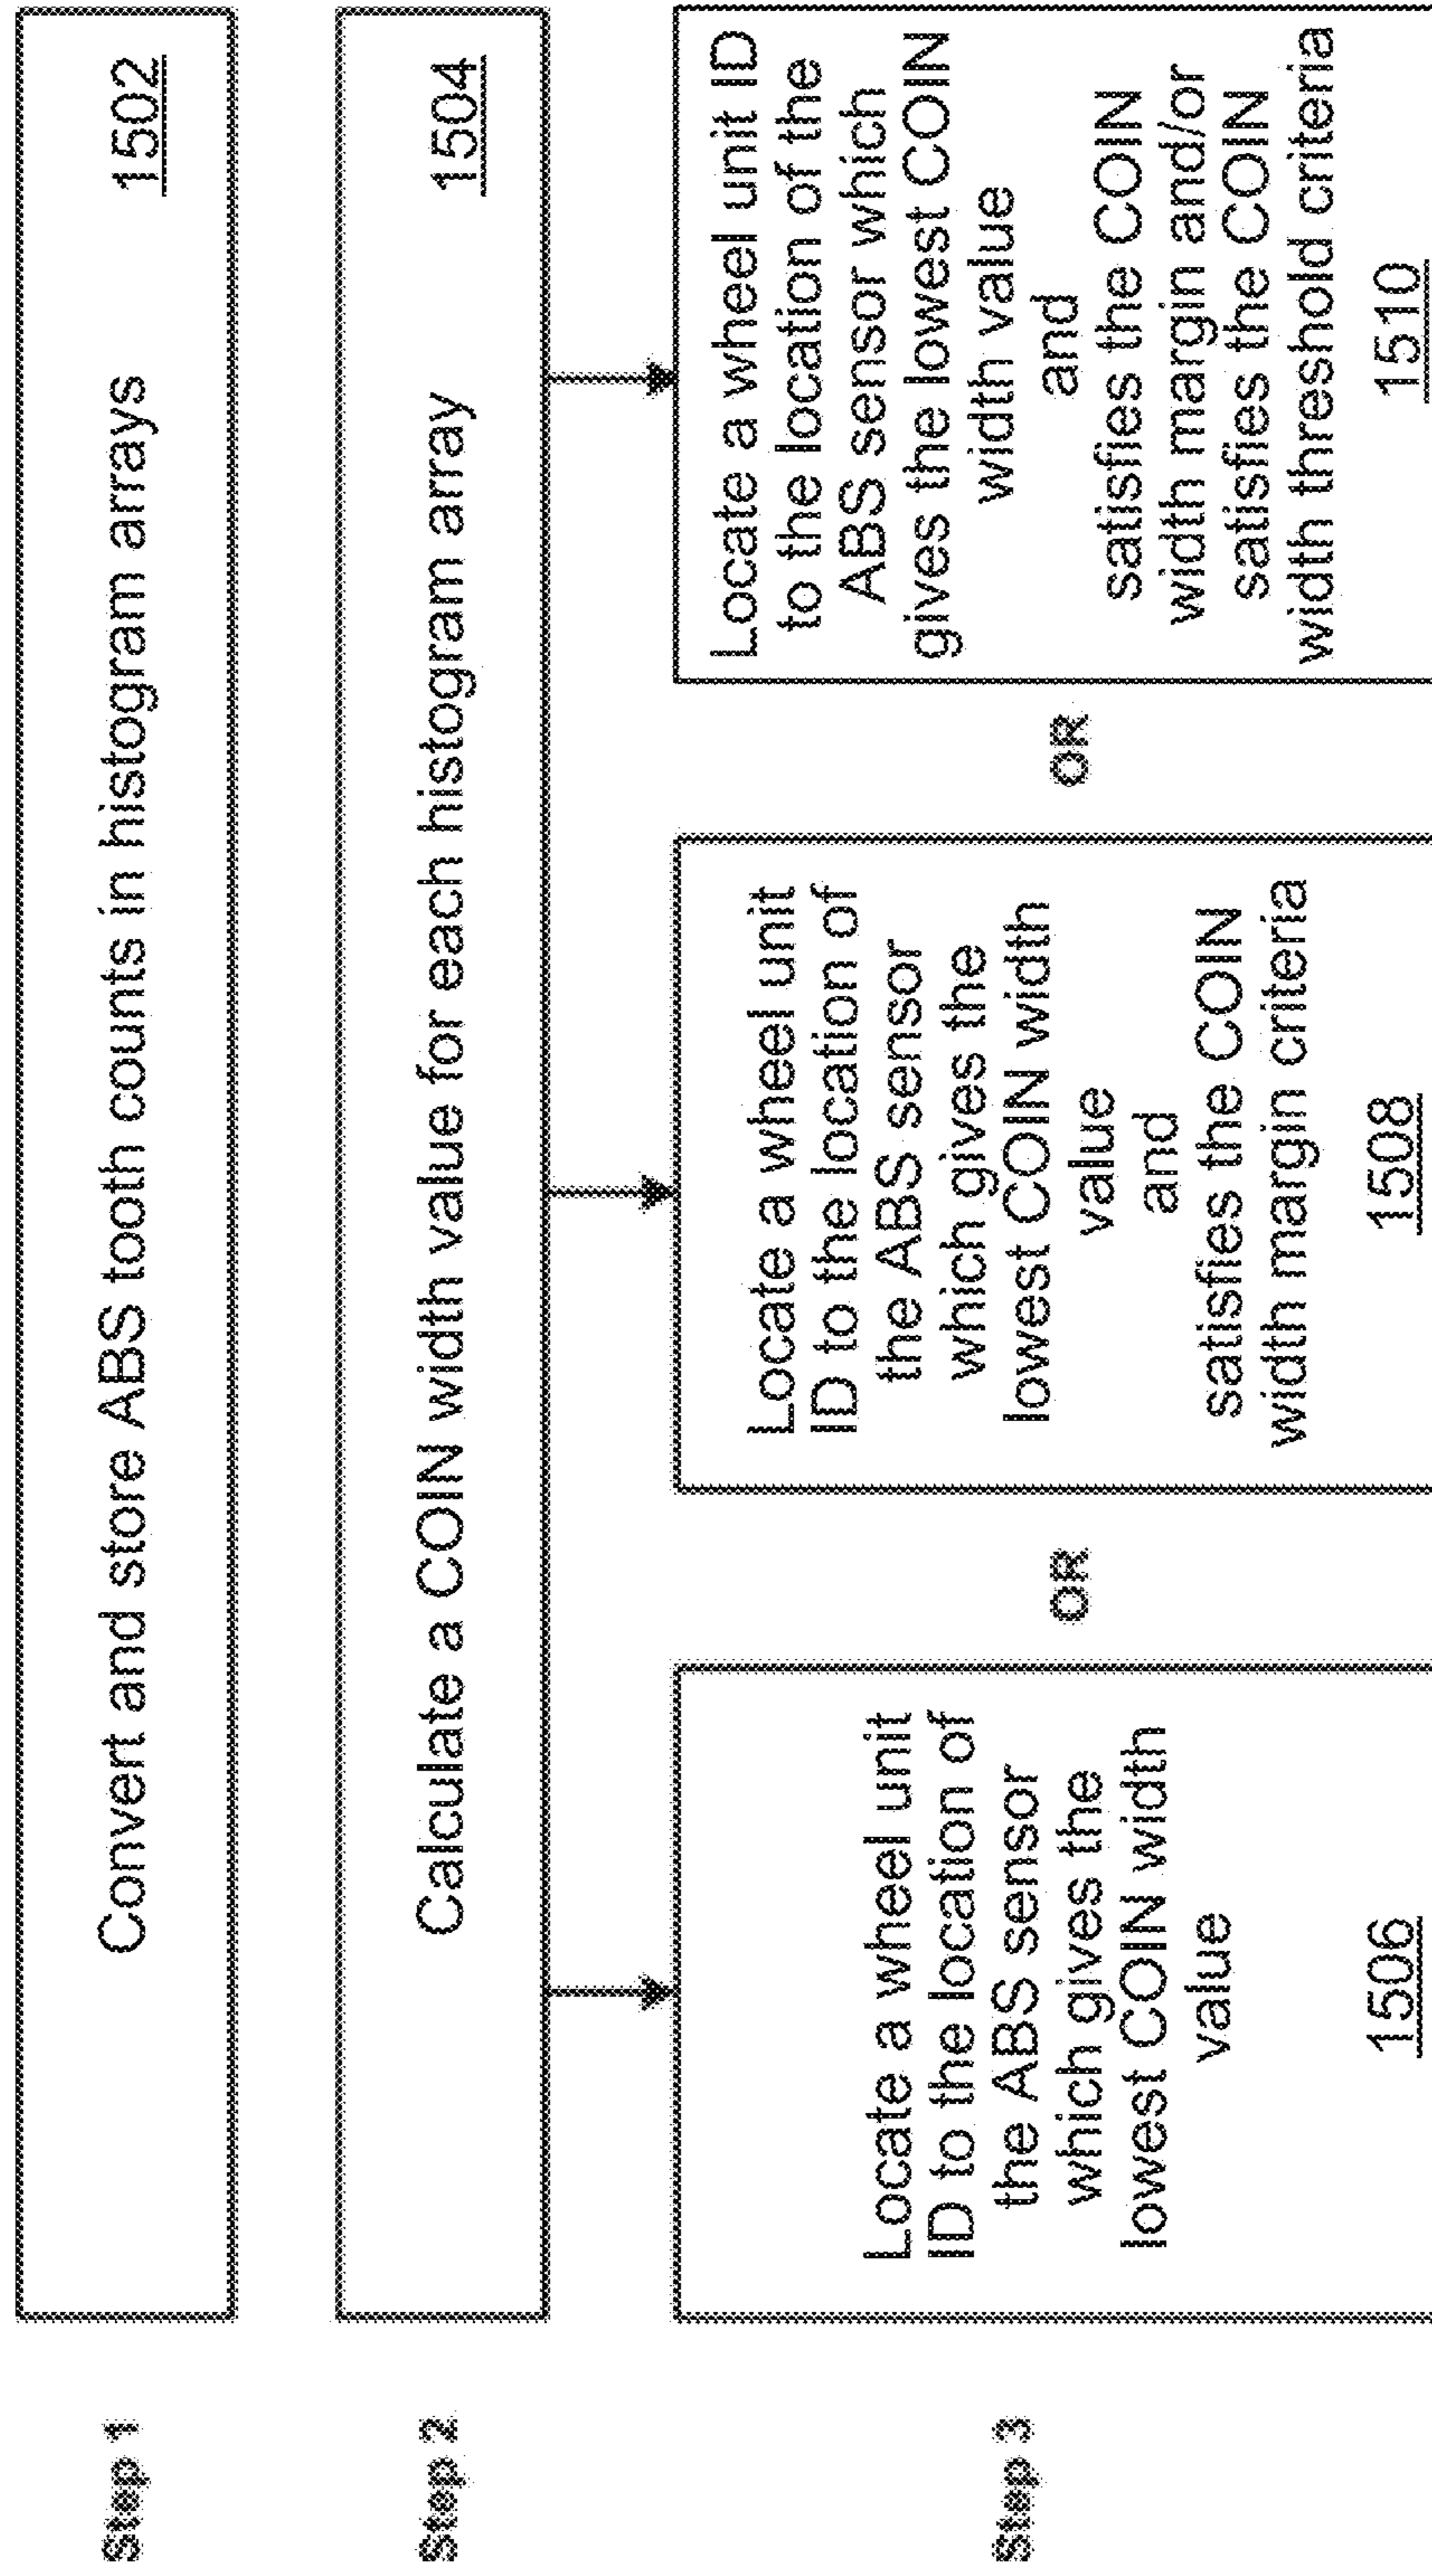 Step 1
Convert and store ABS tooth counts in histogram arrays
1502
Step 2
Calculate a COIN width value for each histogram array
1504
Step 3
Locate a wheel unit
ID to the location of
the ABS sensor
which gives the
lowest COIN width
value
1506
OR
Locate a wheel unit
ID to the location of
the ABS sensor
which gives the
lowest COIN width
value
and
satisfies the COIN
width margin criteria
1508
OR
Locate a wheel unit ID
to the location of the
ABS sensor which
gives the lowest COIN
width value
and
satisfies the COIN
width margin and/or
satisfies the COIN
width threshold criteria
1510